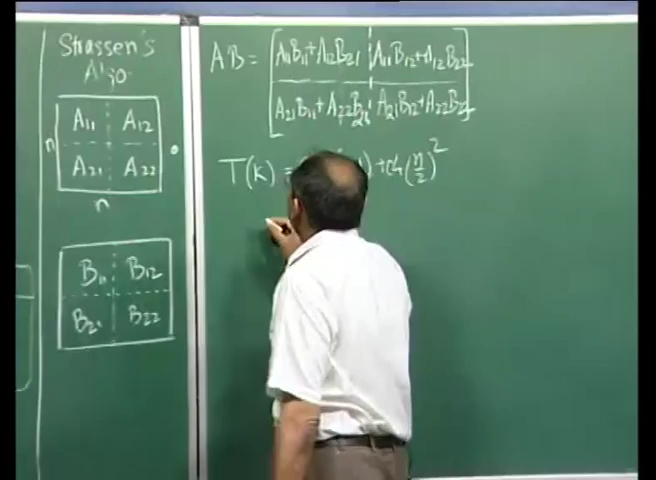 Strassen's
Algo
A11 A12
n
A21 A22
n
B11 B12
B21 B22
AB = A11B11+A12B21 A11B12+A12B22
A21B11+A22B21 A21B12+A22B22
T(k) = ) + 4(n/2)^2